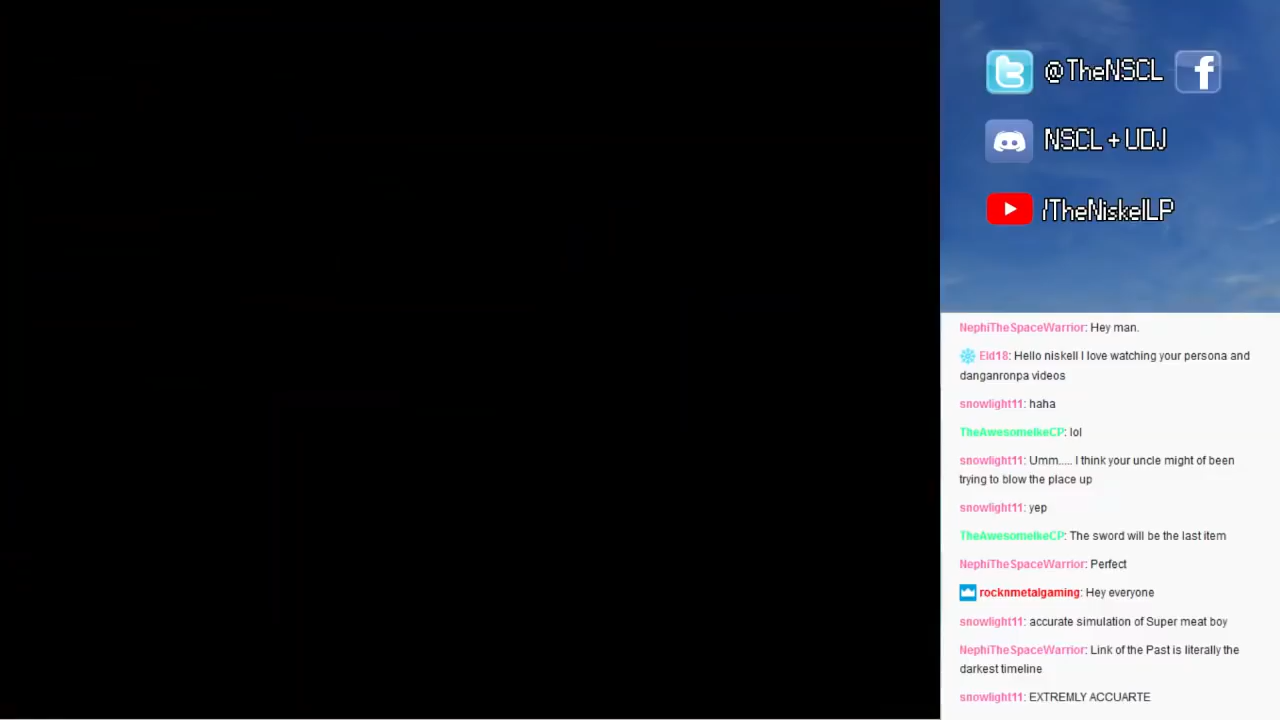 @TheNSCL
NSCL + UDJ
/TheNiskelLP
NephiTheSpaceWarrior: Hey man.
Eld18: Hello niskell I love watching your persona and
danganronpa videos
snowlight11: haha
TheAwesomeIkeCP: lol
snowlight11: Umm..... I think your uncle might of been
trying to blow the place up
snowlight11: yep
TheAwesomeIkeCP: The sword will be the last item
NephiTheSpaceWarrior: Perfect
rocknmetalgaming: Hey everyone
snowlight11: accurate simulation of Super meat boy
NephiTheSpaceWarrior: Link of the Past is literally the
darkest timeline
snowlight11: EXTREMLY ACCUARTE